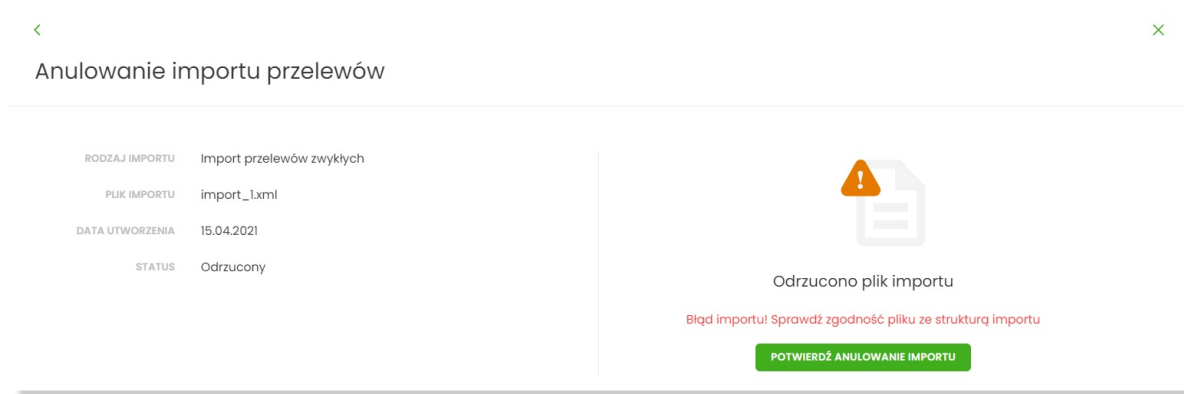 Anulowanie importu przelewów
RODZAJ IMPORTU Import przelewów zwykłych
PLIK IMPORTU import_1.xml
DATA UTWORZENIA 15.04.2021
STATUS Odrzucony
Odrzucono plik importu
Błąd importu! Sprawdź zgodność pliku ze strukturą importu
POTWIERDŹ ANULOWANIE IMPORTU